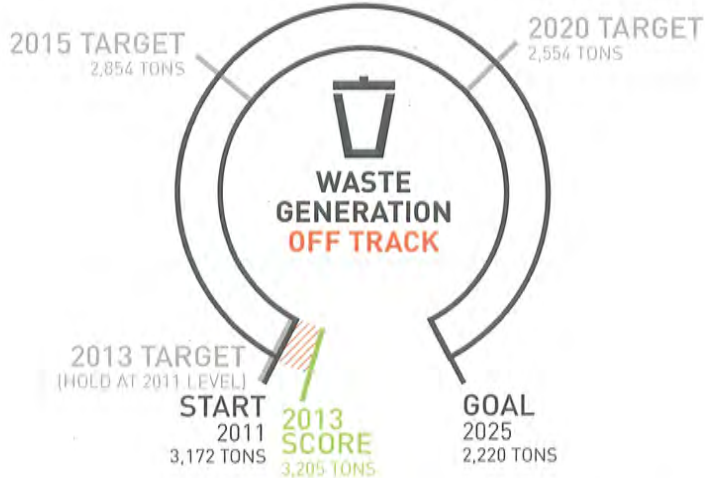 2015 TARGET
2,854 TONS
2020 TARGET
2,554 TONS
WASTE
GENERATION
OFF TRACK
2013 TARGET
(HOLD AT 2011 LEVEL)
START
2011
3,172 TONS
2013
SCORE
3,205 TONS
GOAL
2025
2,220 TONS